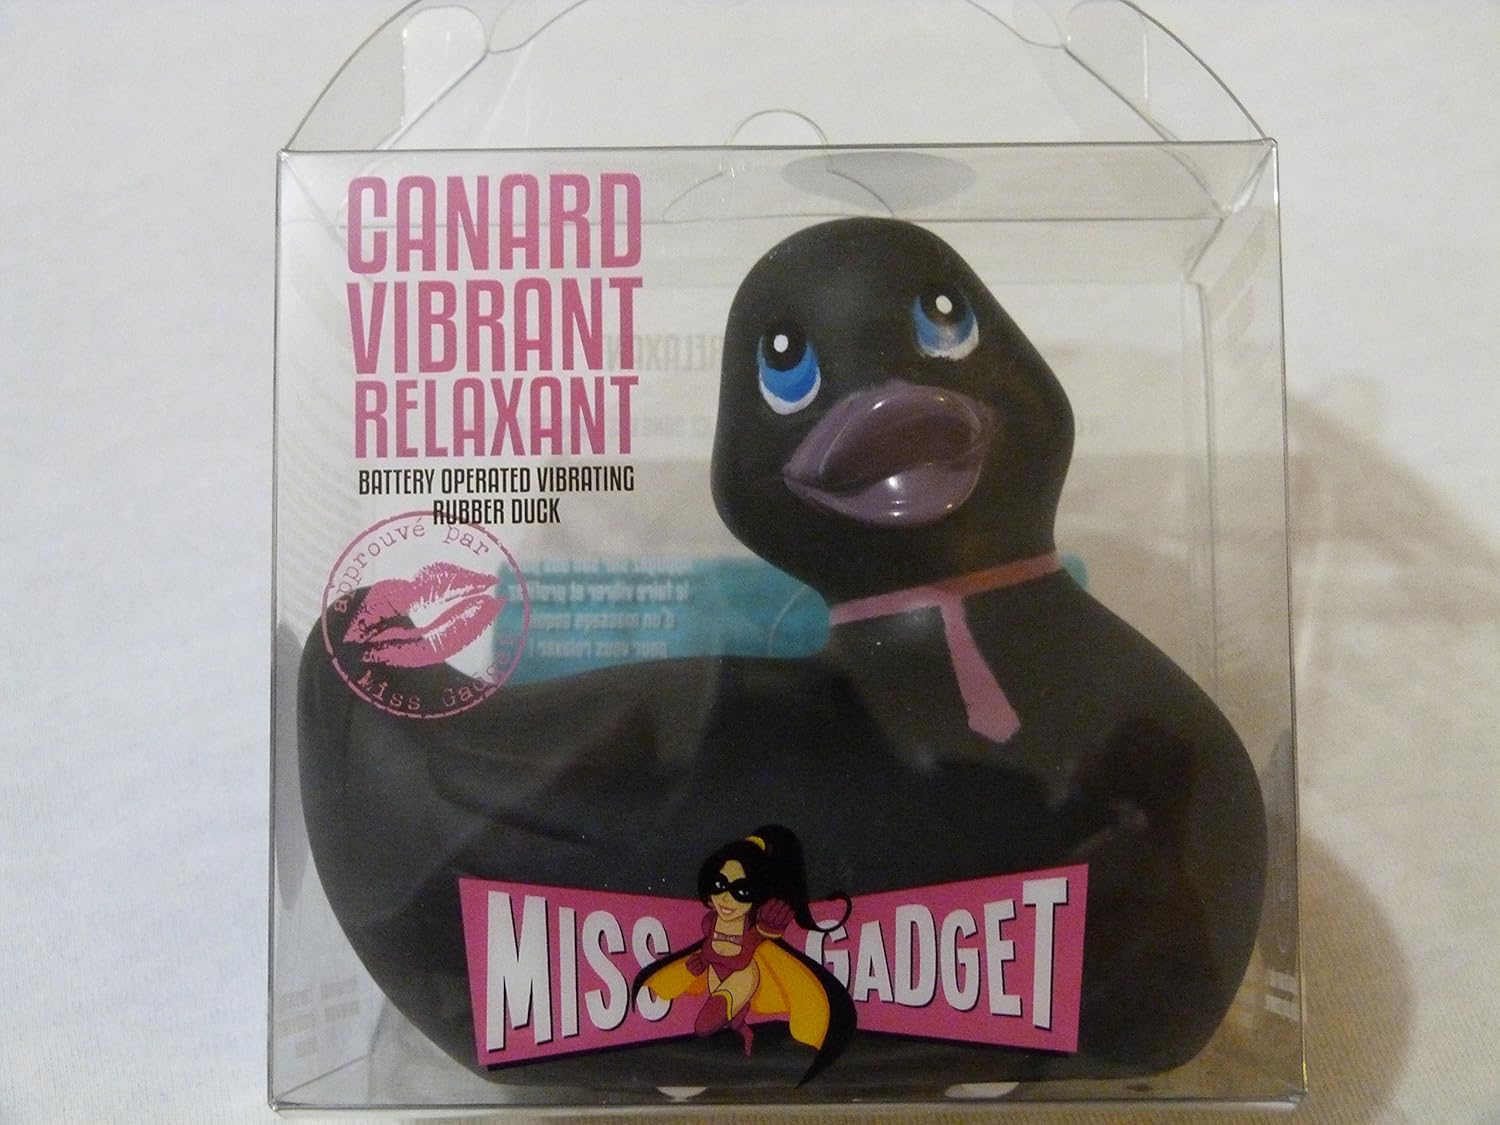 CANARD
VIBRANT
RELAXANT
BATTERY OPERATED VIBRATING
RUBBER DUCK
approuvé par
Miss Gadget
MISS GADGET